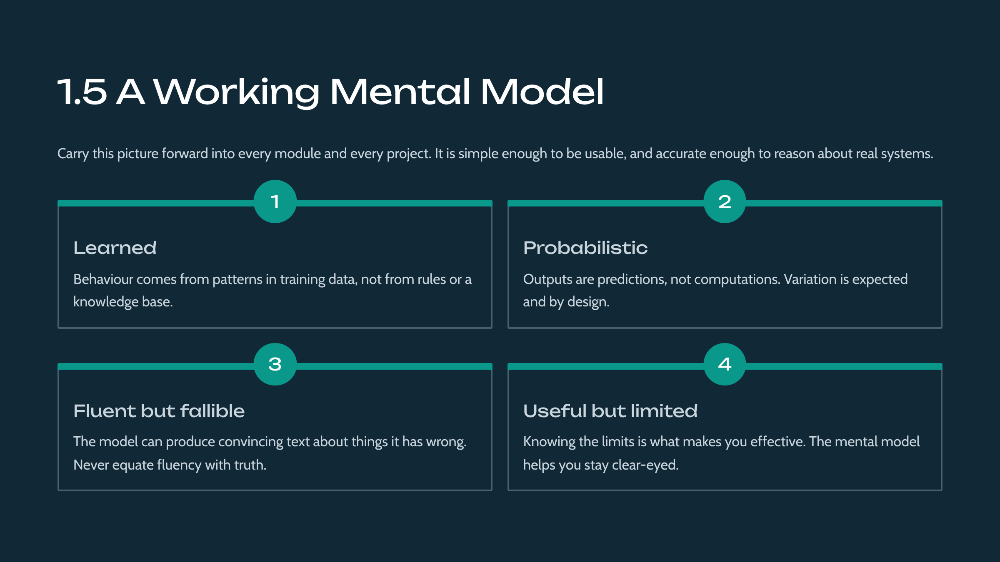 1.5 A Working Mental Model
Carry this picture forward into every module and every project. It is simple enough to be usable, and accurate enough to reason about real systems.
1
Learned
Behaviour comes from patterns in training data, not from rules or a
knowledge base.
2
Probabilistic
Outputs are predictions, not computations. Variation is expected
and by design.
3
Fluent but fallible
The model can produce convincing text about things it has wrong.
Never equate fluency with truth.
4
Useful but limited
Knowing the limits is what makes you effective. The mental model
helps you stay clear-eyed.